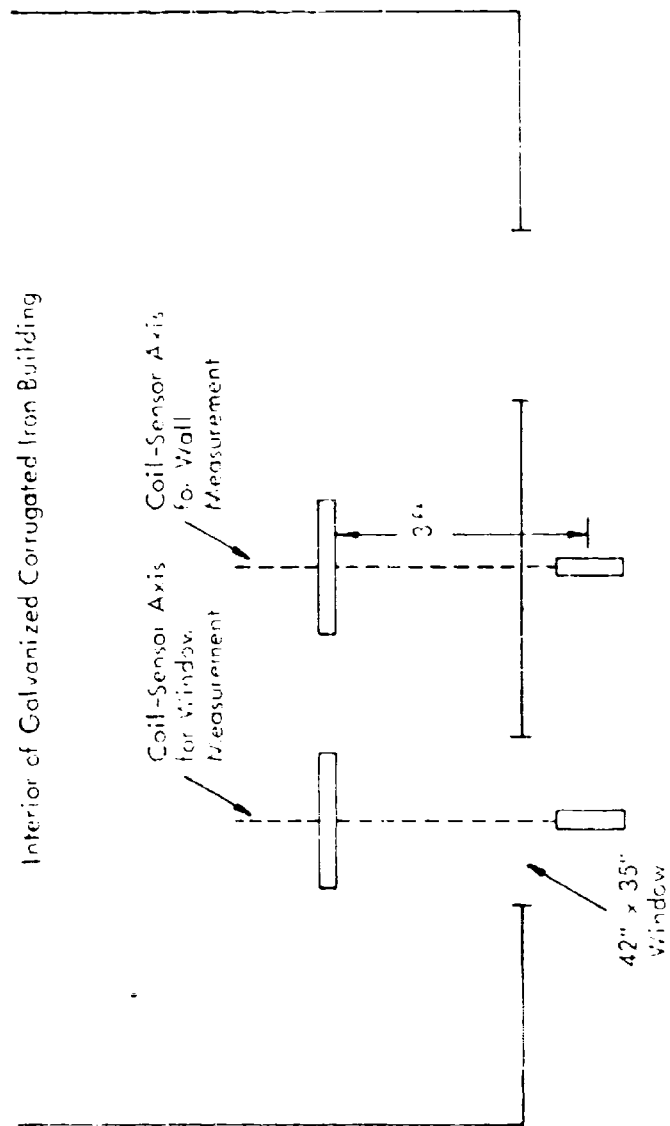 Interior of Galvanized Corrugated Iron Building
Coil-Sensor Axis
for Window
Measurement
Coil-Sensor Axis
for Wall
Measurement
3'
42" x 35"
Window